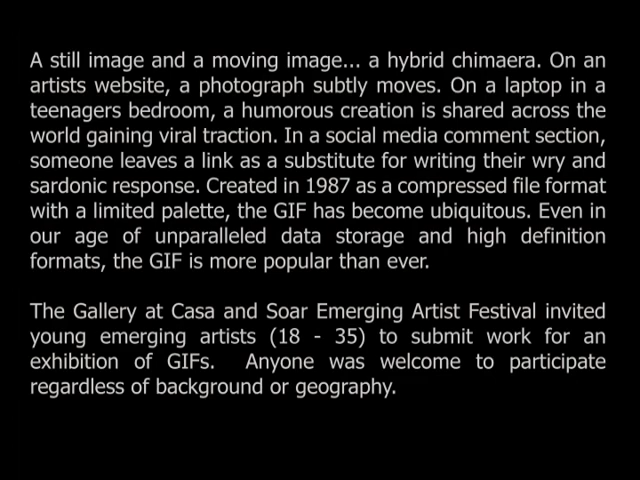 A still image and a moving image... a hybrid chimaera. On an
artists website, a photograph subtly moves. On a laptop in a
teenagers bedroom, a humorous creation is shared across the
world gaining viral traction. In a social media comment section,
someone leaves a link as a substitute for writing their wry and
sardonic response. Created in 1987 as a compressed file format
with a limited palette, the GIF has become ubiquitous. Even in
our age of unparalleled data storage and high definition
formats, the GIF is more popular than ever.
The Gallery at Casa and Soar Emerging Artist Festival invited
young emerging artists (18 - 35) to submit work for an
exhibition of GIFs. Anyone was welcome to participate
regardless of background or geography.